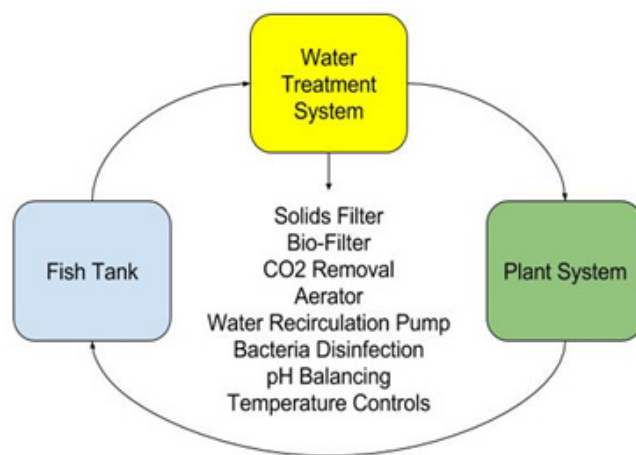 Water
Treatment
System
Fish Tank
Solids Filter
Bio-Filter
CO2 Removal
Aerator
Water Recirculation Pump
Bacteria Disinfection
pH Balancing
Temperature Controls
Plant System